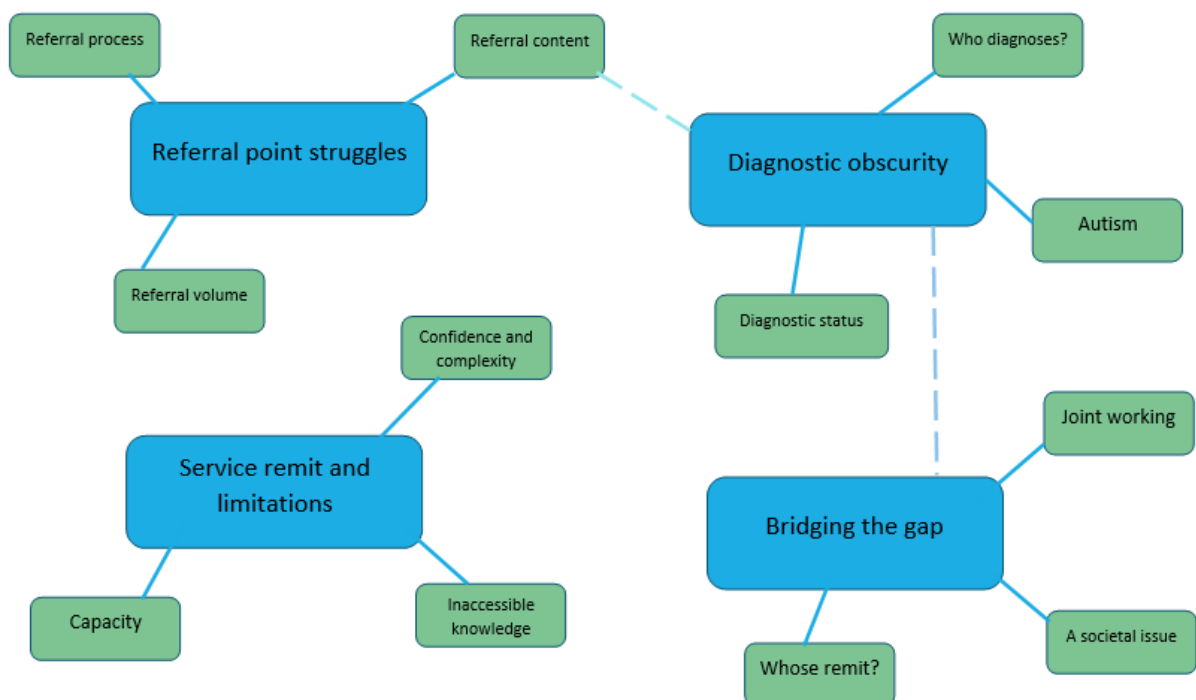 Referral process
Referral content
Who diagnoses?
Referral point struggles
Diagnostic obscurity
Autism
Referral volume
Diagnostic status
Confidence and
complexity
Joint working
Service remit and
limitations
Bridging the gap
Capacity
Inaccessible
knowledge
A societal issue
Whose remit?